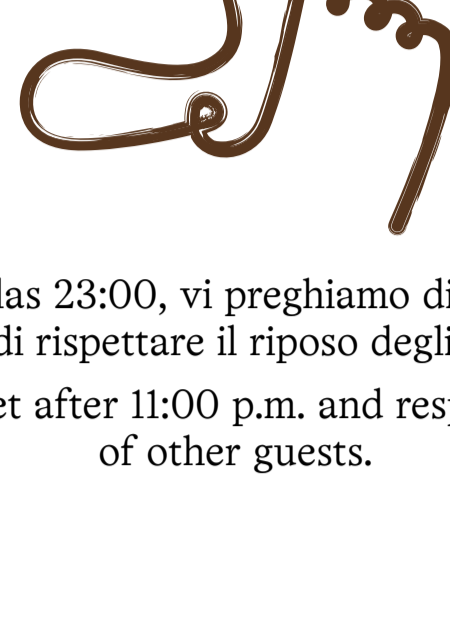 las 23:00, vi preghiamo di
di rispettare il riposo degli
et after 11:00 p.m. and resp
of other guests.